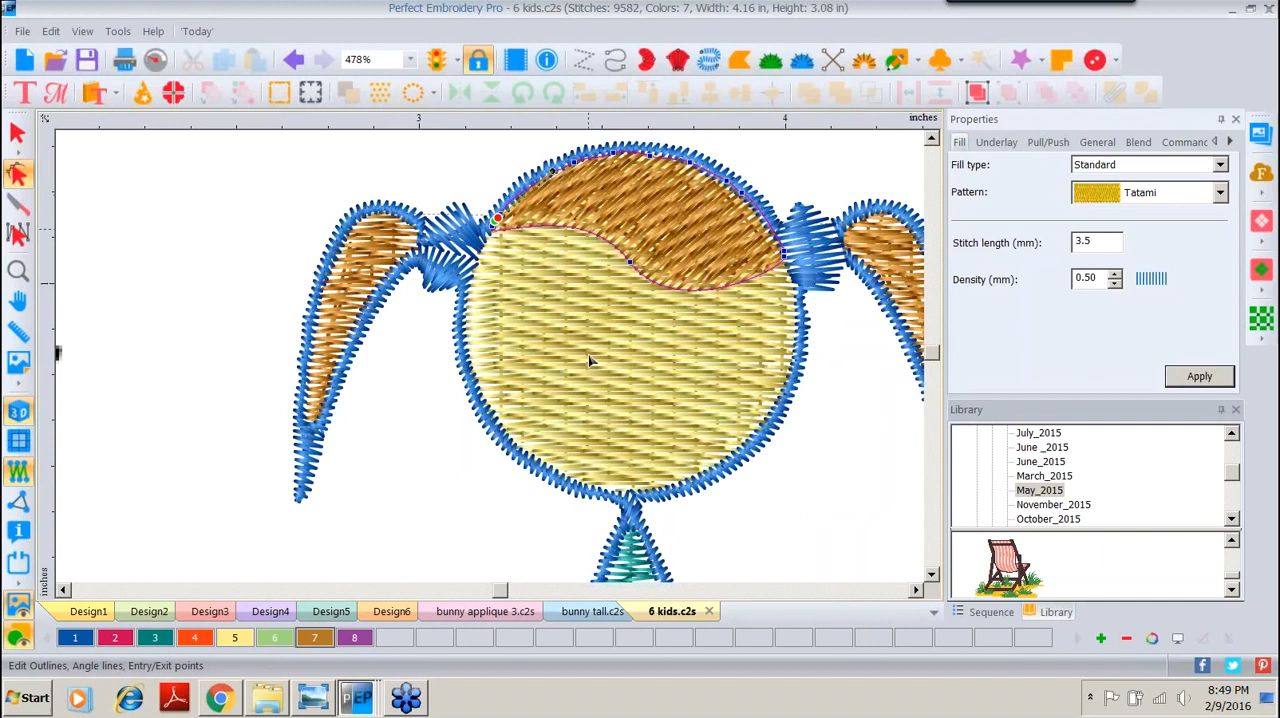 Perfect Embroidery Pro - 6 kids.c2s (Stitches: 9582, Colors: 7, Width: 4.16 in, Height: 3.08 in)
File Edit View Tools Help 'Today'
478%
3 4 inches
inches
Properties
Fill Underlay Pull/Push General Blend Commanc
Fill type: Standard
Pattern: Tatami
Stitch length (mm): 3.5
Density (mm): 0.50
Apply
Library
July_2015
June _2015
June_2015
March_2015
May_2015
November_2015
October_2015
Sequence Library
Design1 Design2 Design3 Design4 Design5 Design6 bunny applique 3.c2s bunny tall.c2s 6 kids.c2s
1 2 3 4 5 6 7 8
Edit Outlines, Angle lines, Entry/Exit points
Start
pEP
8:49 PM
2/9/2016